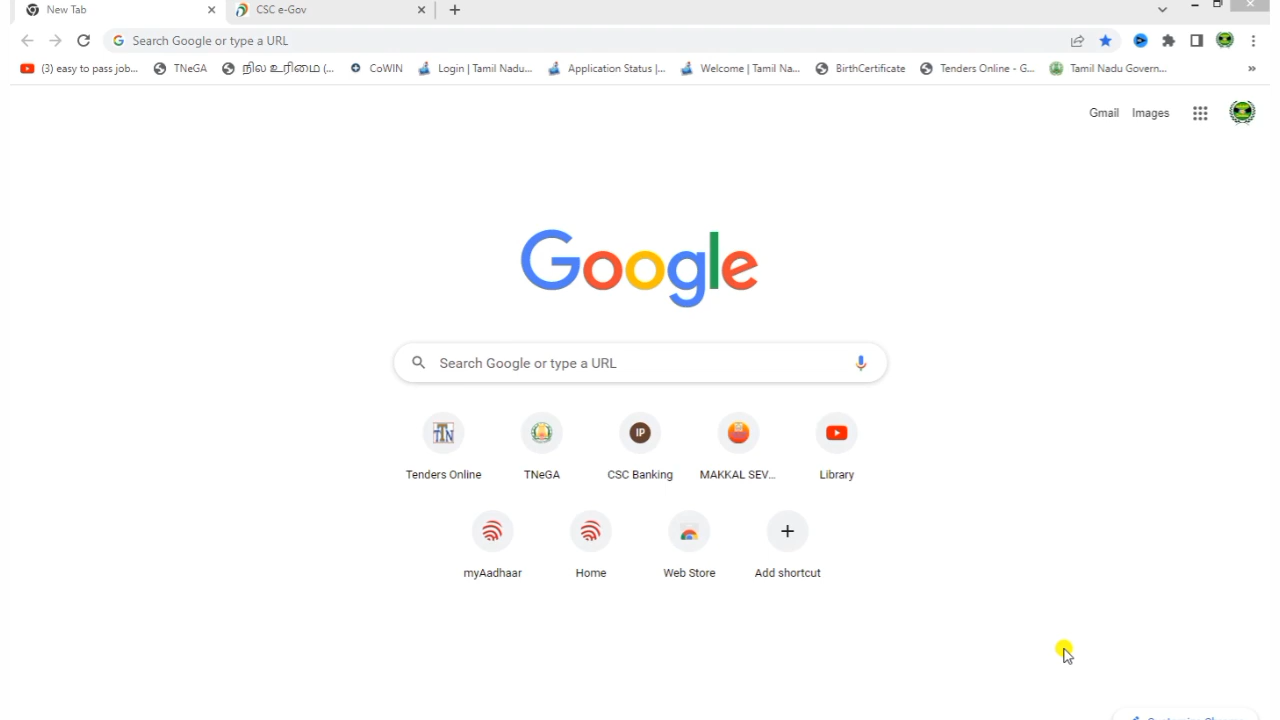 New Tab
CSC e-Gov
Search Google or type a URL
(3) easy to pass job...
TNeGA
நில உரிமை (...
CoWIN
Login | Tamil Nadu...
Application Status |...
Welcome | Tamil Na...
BirthCertificate
Tenders Online - G...
Tamil Nadu Govern...
Gmail
Images
Google
Search Google or type a URL
IP
Tenders Online
TNeGA
CSC Banking
MAKKAL SEV...
Library
myAadhaar
Home
Web Store
Add shortcut